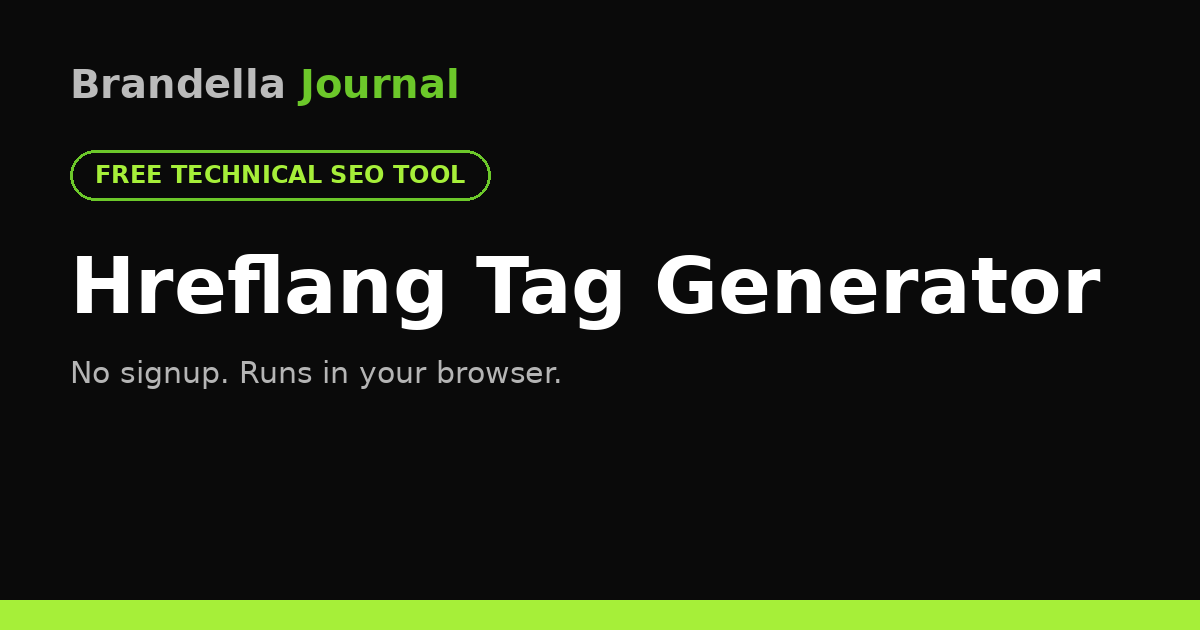 Brandella Journal
FREE TECHNICAL SEO TOOL
Hreflang Tag Generator
No signup. Runs in your browser.